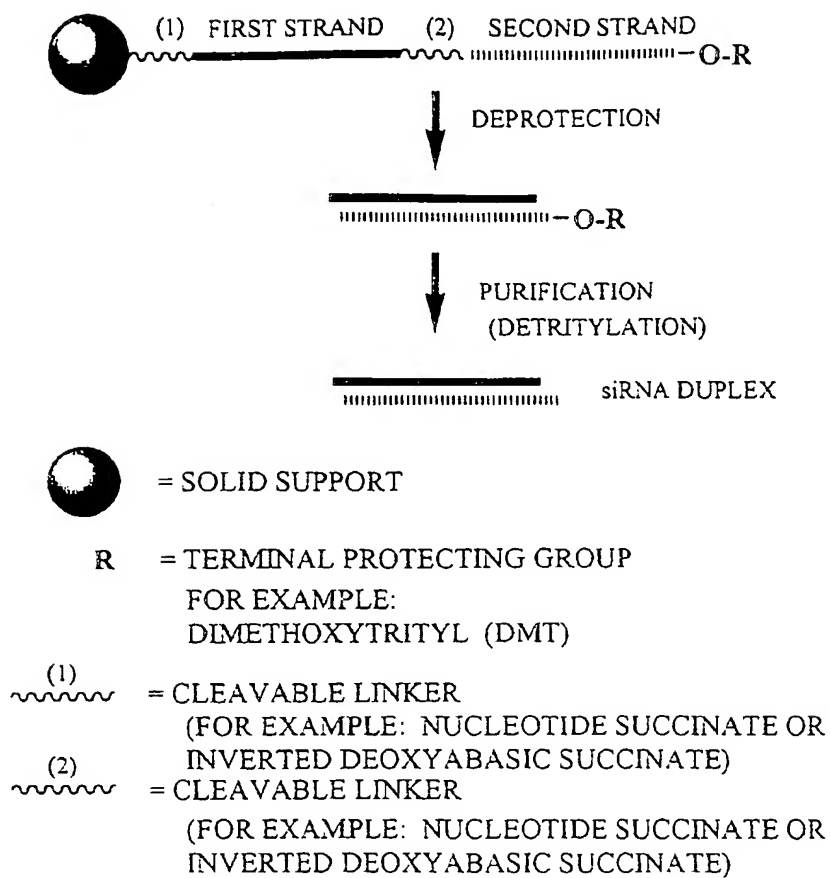 (1) FIRST STRAND (2) SECOND STRAND
O-R
DEPROTECTION
O-R
PURIFICATION
(DETRITYLATION)
siRNA DUPLEX
= SOLID SUPPORT
R = TERMINAL PROTECTING GROUP
FOR EXAMPLE:
DIMETHOXYTRITYL (DMT)
(1)
= CLEAVABLE LINKER
(FOR EXAMPLE: NUCLEOTIDE SUCCINATE OR
INVERTED DEOXYABASIC SUCCINATE)
(2)
= CLEAVABLE LINKER
(FOR EXAMPLE: NUCLEOTIDE SUCCINATE OR
INVERTED DEOXYABASIC SUCCINATE)